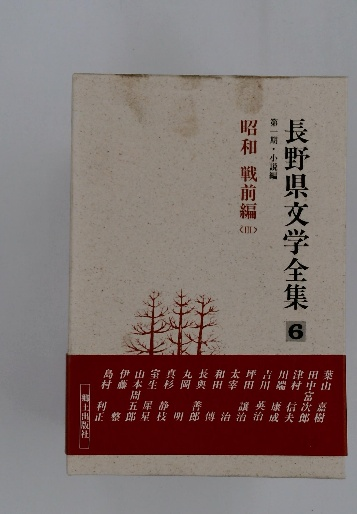 長野県文学全集 6
第一期・小説編
昭和 戦前編〈III〉
葉山嘉樹
田中富次郎
津村信夫
川端康成
吉川英治
坪田譲治
太宰治
和田傳
長與善郎
丸岡明
真杉静枝
室生犀星
山本間五郎
伊藤整
島村利正
郷土出版社